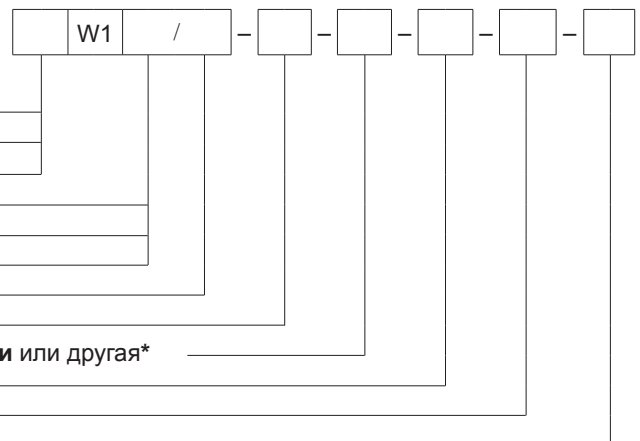 W1 / – – – – –
и или другая*